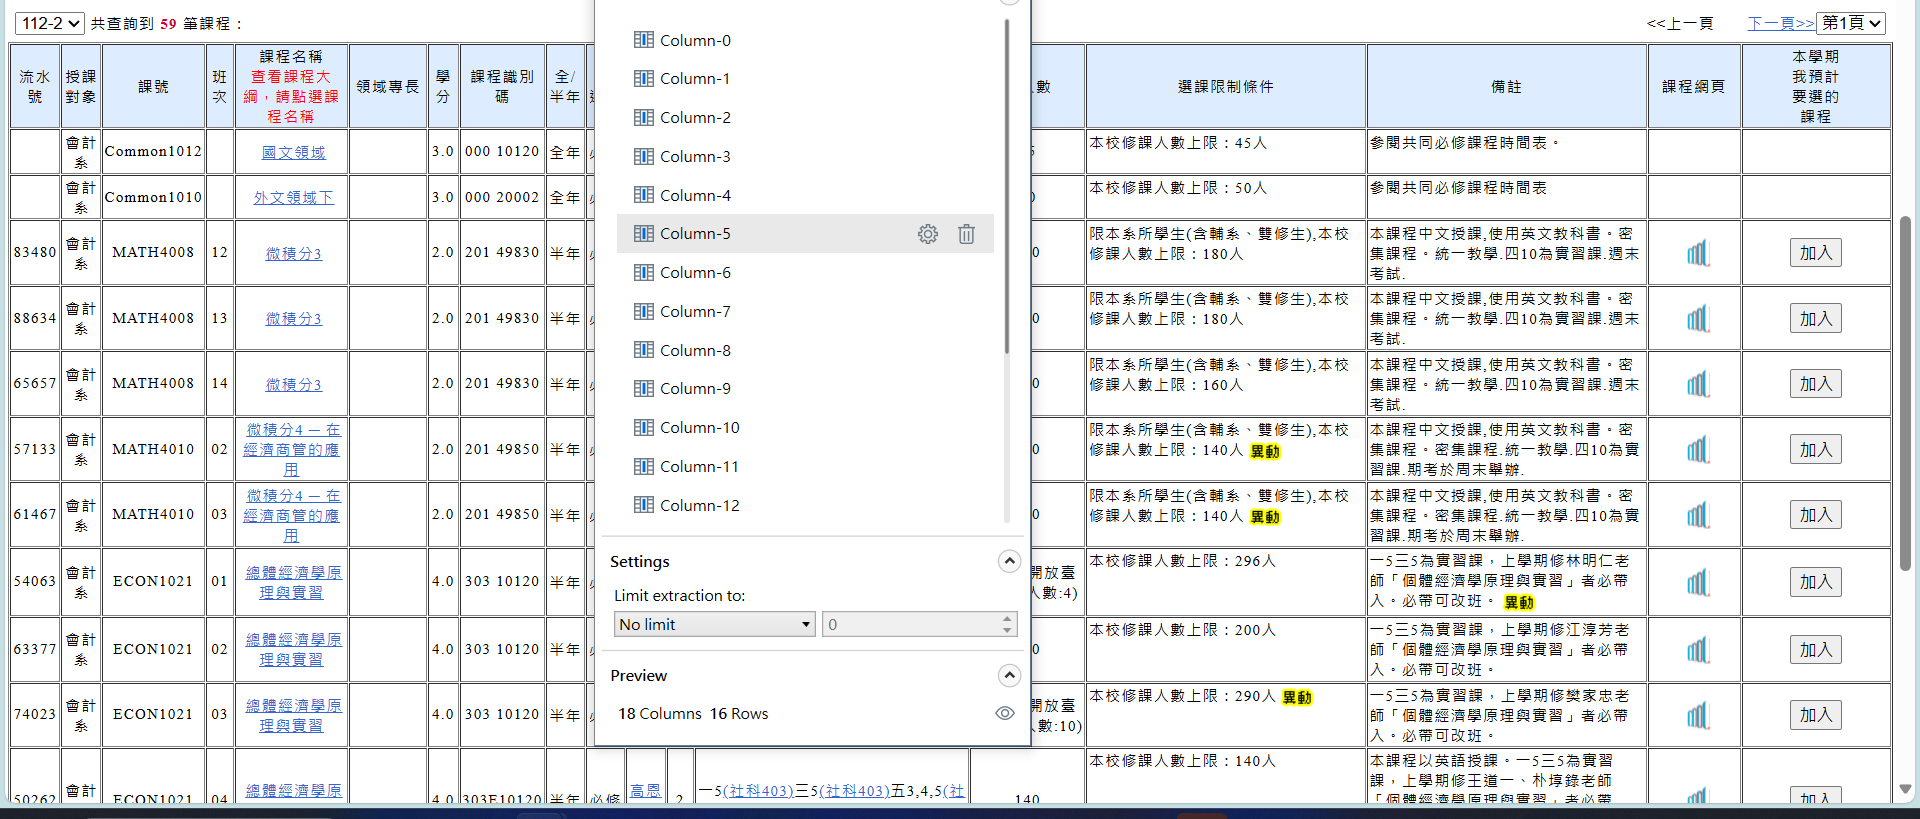 112-2 共查詢到 59 筆課程：
<<上一頁 下一頁>> 第1頁
流水號 授課對象 課號 班次 課程名稱 查看課程大綱，請點選課程名稱 領域專長 學分 課程識別碼 全/半年 數 選課限制條件 備註 課程網頁 本學期我預計要選的課程
會計系 Common1012 國文領域 3.0 000 10120 全年 本校修課人數上限：45人 參閱共同必修課程時間表。
會計系 Common1010 外文領域下 3.0 000 20002 全年 本校修課人數上限：50人 參閱共同必修課程時間表
83480 會計系 MATH4008 12 微積分3 2.0 201 49830 半年 限本系所學生(含輔系、雙修生),本校修課人數上限：180人 本課程中文授課,使用英文教科書。密集課程。統一教學.四10為實習課.週末考試. 加入
88634 會計系 MATH4008 13 微積分3 2.0 201 49830 半年 限本系所學生(含輔系、雙修生),本校修課人數上限：180人 本課程中文授課,使用英文教科書。密集課程。統一教學.四10為實習課.週末考試. 加入
65657 會計系 MATH4008 14 微積分3 2.0 201 49830 半年 限本系所學生(含輔系、雙修生),本校修課人數上限：160人 本課程中文授課,使用英文教科書。密集課程。統一教學.四10為實習課.週末考試. 加入
57133 會計系 MATH4010 02 微積分4 — 在經濟商管的應用 2.0 201 49850 半年 限本系所學生(含輔系、雙修生),本校修課人數上限：140人 異動 本課程中文授課,使用英文教科書。密集課程。密集課程.統一教學.四10為實習課.期考於周末舉辦. 加入
61467 會計系 MATH4010 03 微積分4 — 在經濟商管的應用 2.0 201 49850 半年 限本系所學生(含輔系、雙修生),本校修課人數上限：140人 異動 本課程中文授課,使用英文教科書。密集課程。密集課程.統一教學.四10為實習課.期考於周末舉辦. 加入
54063 會計系 ECON1021 01 總體經濟學原理與實習 4.0 303 10120 半年 開放臺 人數:4) 本校修課人數上限：296人 一5三5為實習課，上學期修林明仁老師「個體經濟學原理與實習」者必帶入。必帶可改班。 異動 加入
63377 會計系 ECON1021 02 總體經濟學原理與實習 4.0 303 10120 半年 本校修課人數上限：200人 一5三5為實習課，上學期修江淳芳老師「個體經濟學原理與實習」者必帶入。必帶可改班。 加入
74023 會計系 ECON1021 03 總體經濟學原理與實習 4.0 303 10120 半年 開放臺 數:10) 本校修課人數上限：290人 異動 一5三5為實習課，上學期修樊家忠老師「個體經濟學原理與實習」者必帶入。必帶可改班。 加入
50262 會計 ECON1021 04 總體經濟學原 4.0 303E10120 半年 必修 高恩 2 一5(社科403)三5(社科403)五3,4,5(社 140 本校修課人數上限：140人 本課程以英語授課。一5三5為實習課，上學期修王道一、朴㙔錄老師「個體經濟學原理與實習」者必帶 加入
Column-0
Column-1
Column-2
Column-3
Column-4
Column-5
Column-6
Column-7
Column-8
Column-9
Column-10
Column-11
Column-12
Settings
Limit extraction to:
No limit 0
Preview
18 Columns 16 Rows